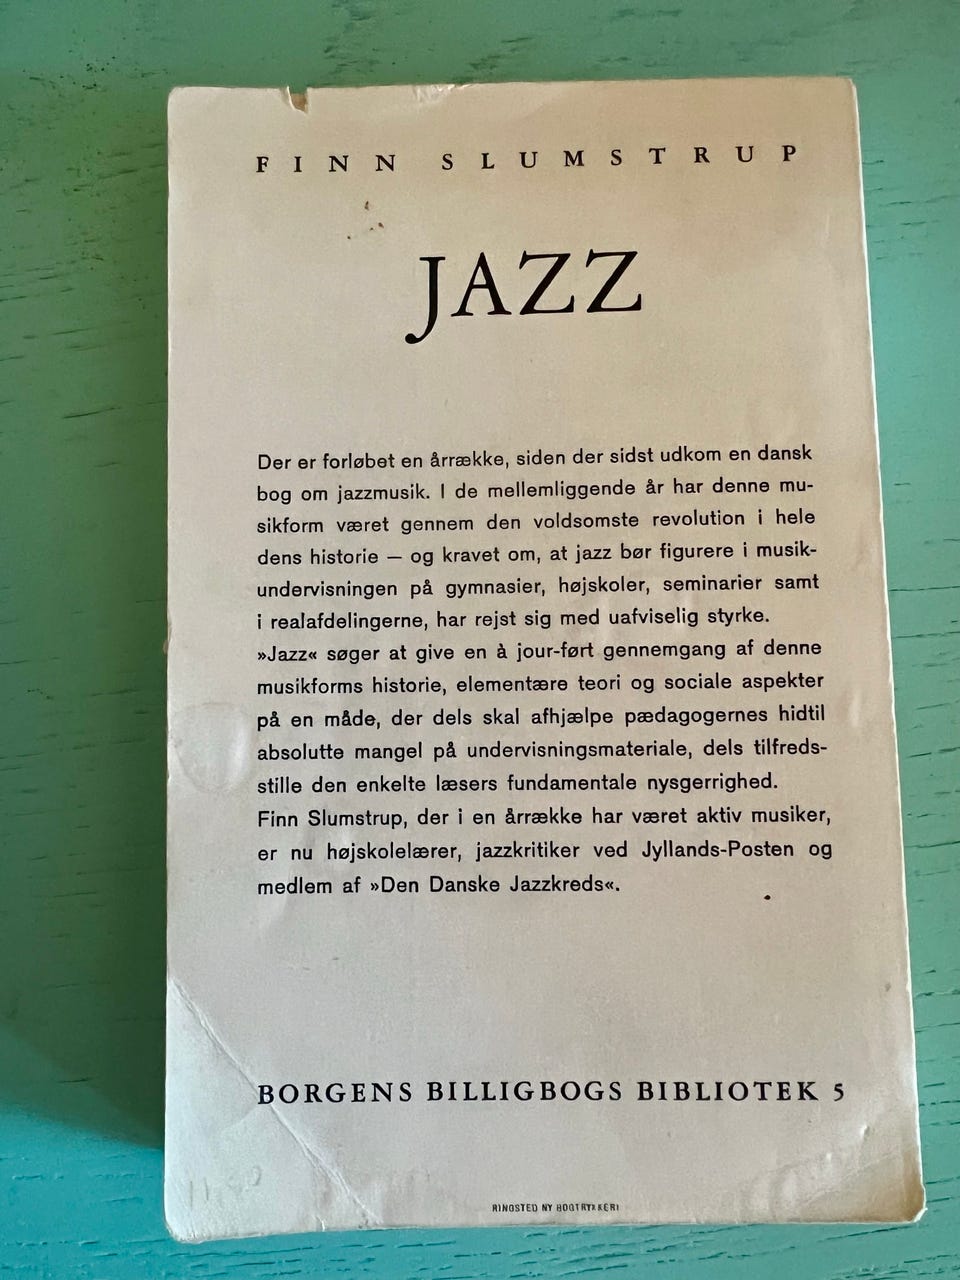 FINN SLUMSTRUP
JAZZ
Der er forløbet en årrække, siden der sidst udkom en dansk
bog om jazzmusik. I de mellemliggende år har denne mu-
sikform været gennem den voldsomste revolution i hele
dens historie — og kravet om, at jazz bør figurere i musik-
undervisningen på gymnasier, højskoler, seminarier samt
i realafdelingerne, har rejst sig med uafviselig styrke.
»Jazz« søger at give en à jour-ført gennemgang af denne
musikforms historie, elementære teori og sociale aspekter
på en måde, der dels skal afhjælpe pædagogernes hidtil
absolutte mangel på undervisningsmateriale, dels tilfreds-
stille den enkelte læsers fundamentale nysgerrighed.
Finn Slumstrup, der i en årrække har været aktiv musiker,
er nu højskolelærer, jazzkritiker ved Jyllands-Posten og
medlem af »Den Danske Jazzkreds«.
BORGENS BILLIGBOGS BIBLIOTEK 5
RINGSTED NY BOGTRYKKERI